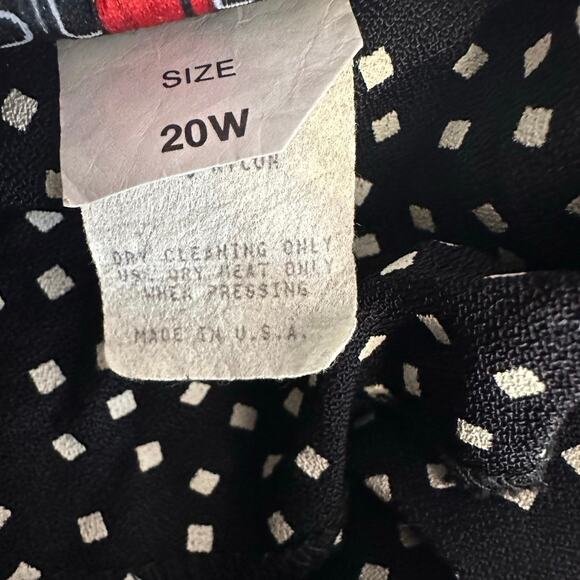 SIZE
20W
NYLON
DRY CLEANING ONLY
USE DRY HEAT ONLY
WHEN PRESSING
MADE IN U.S.A.